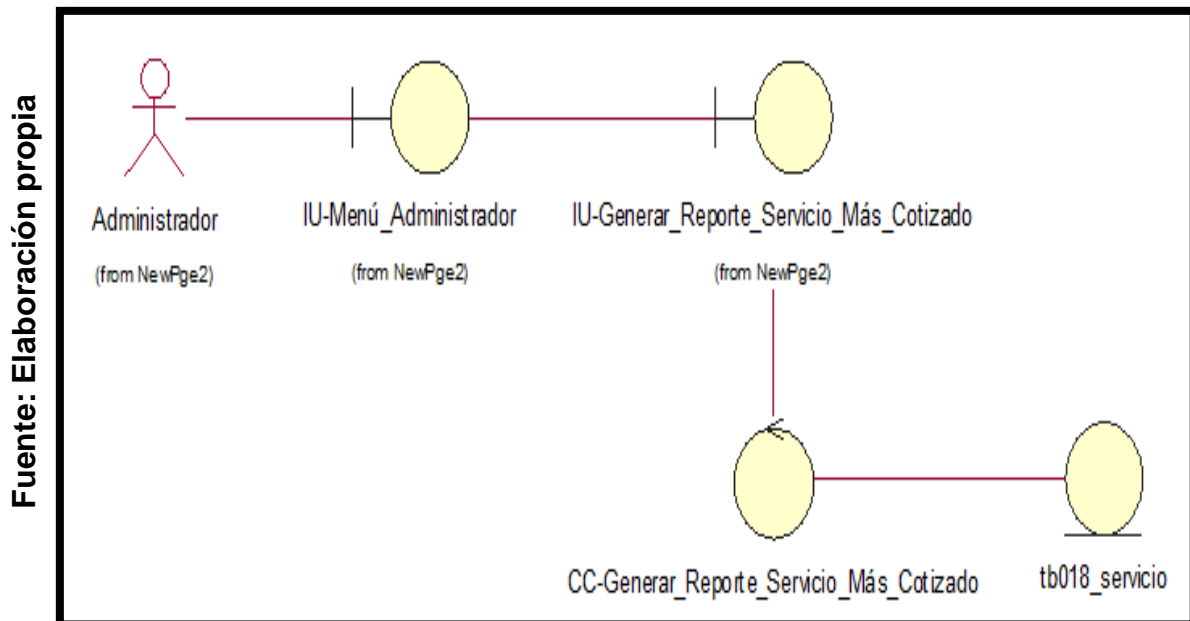 Fuente: Elaboración propia
Administrador
(from NewPge2)
IU-Menú_Administrador
(from NewPge2)
IU-Generar_Reporte_Servicio_Más_Cotizado
(from NewPge2)
CC-Generar_Reporte_Servicio_Más_Cotizado
tb018_servicio